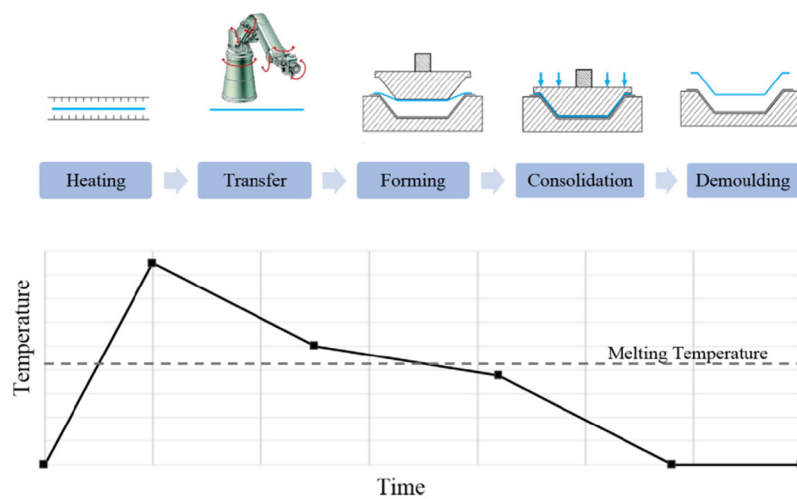 Heating
Transfer
Forming
Consolidation
Demoulding
Temperature
Melting Temperature
Time